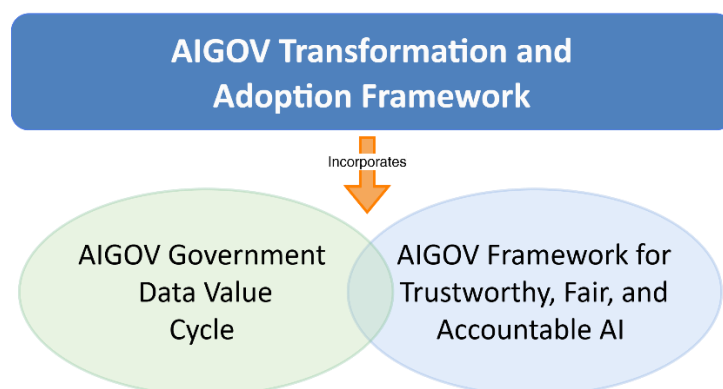 AIGOV Transformation and
Adoption Framework
Incorporates
AIGOV Government
Data Value
Cycle
AIGOV Framework for
Trustworthy, Fair, and
Accountable AI